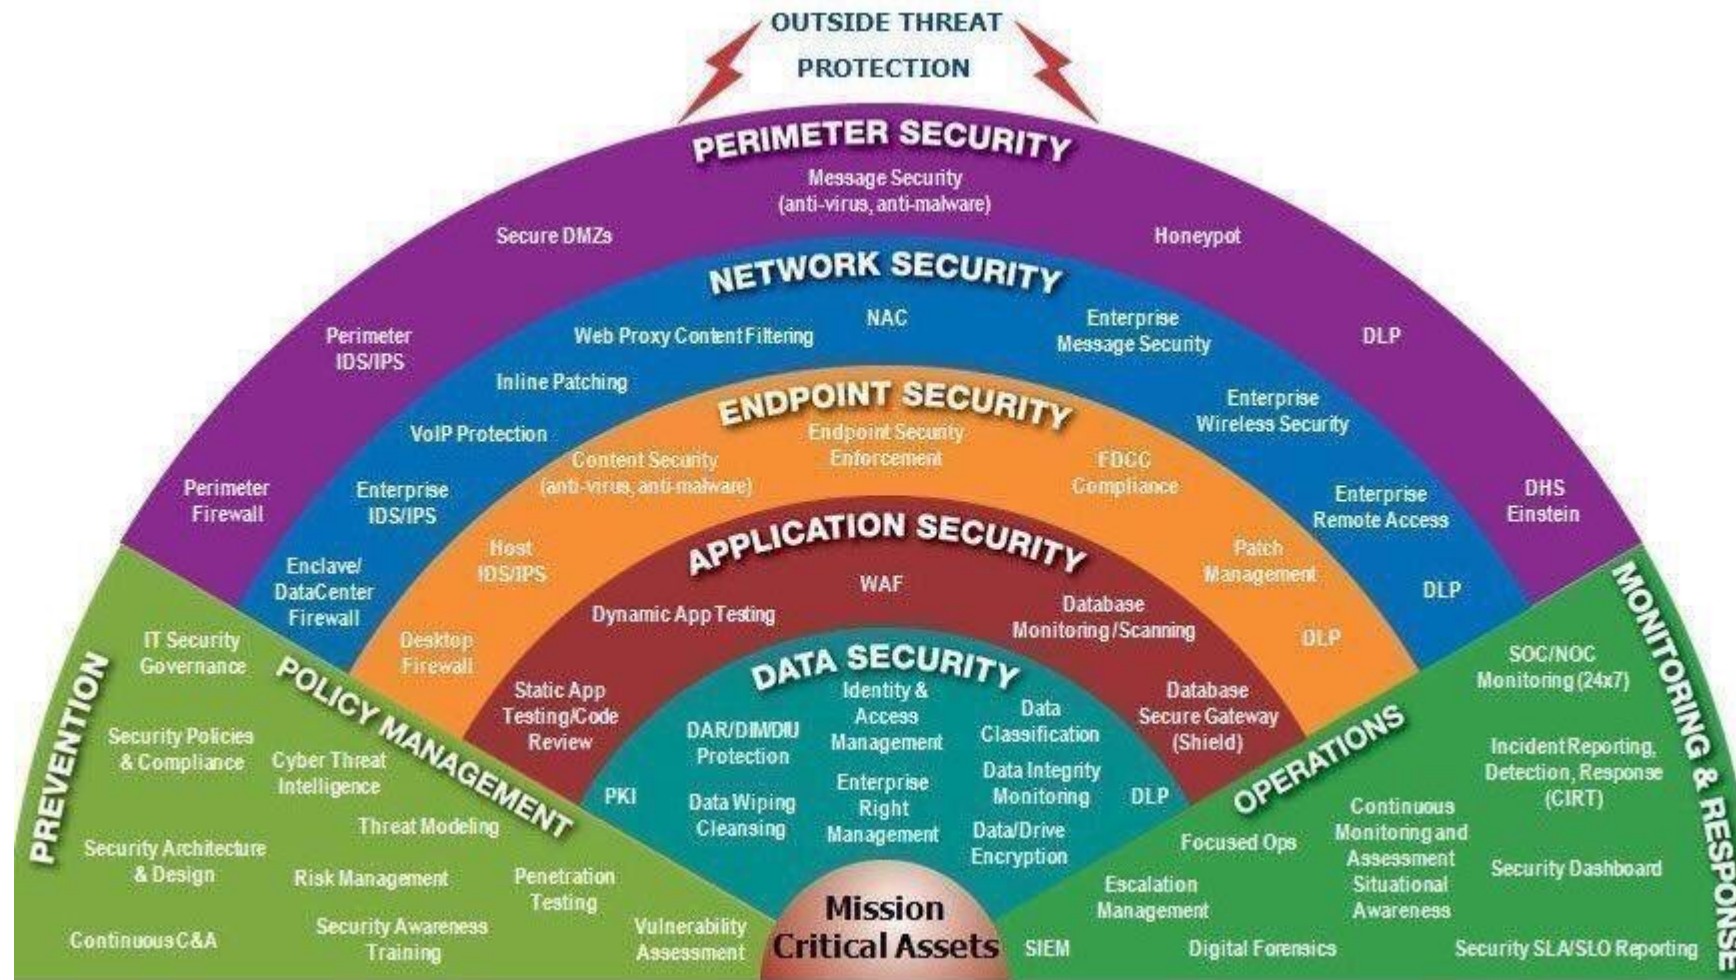 OUTSIDE THREAT
PROTECTION
PERIMETER SECURITY
Message Security
(anti-virus, anti-malware)
Secure DMZs
Honeypot
Perimeter
IDS/IPS
DLP
Perimeter
Firewall
DHS
Einstein
NETWORK SECURITY
NAC
Web Proxy Content Filtering
Enterprise
Message Security
Inline Patching
Enterprise
Wireless Security
VoIP Protection
Enterprise
IDS/IPS
Enterprise
Remote Access
Enclave/
DataCenter
Firewall
DLP
ENDPOINT SECURITY
Endpoint Security
Enforcement
Content Security
(anti-virus, anti-malware)
FDCC
Compliance
Host
IDS/IPS
Patch
Management
Desktop
Firewall
DLP
APPLICATION SECURITY
WAF
Dynamic App Testing
Database
Monitoring/Scanning
Static App
Testing/Code
Review
Database
Secure Gateway
(Shield)
DATA SECURITY
Identity &
Access
Management
DAR/DIM/DIU
Protection
Data
Classification
PKI
Data Wiping
Cleansing
Enterprise
Right
Management
Data Integrity
Monitoring
DLP
Data/Drive
Encryption
Mission
Critical Assets
PREVENTION
POLICY MANAGEMENT
IT Security
Governance
Security Policies
& Compliance
Cyber Threat
Intelligence
Threat Modeling
Security Architecture
& Design
Risk Management
Penetration
Testing
Continuous C&A
Security Awareness
Training
Vulnerability
Assessment
OPERATIONS
MONITORING & RESPONSE
SOC/NOC
Monitoring (24x7)
Incident Reporting,
Detection, Response
(CIRT)
Continuous
Monitoring and
Assessment
Situational
Awareness
Focused Ops
Security Dashboard
Escalation
Management
SIEM
Digital Forensics
Security SLA/SLO Reporting